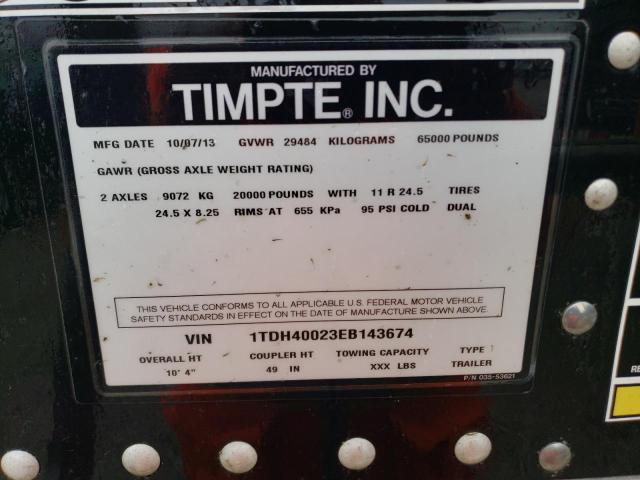 MANUFACTURED BY
TIMPTE® INC.
MFG DATE 10/07/13 GVWR 29484 KILOGRAMS 65000 POUNDS
GAWR (GROSS AXLE WEIGHT RATING)
2 AXLES 9072 KG 20000 POUNDS WITH 11 R 24.5 TIRES
24.5 X 8.25 RIMS AT 655 KPa 95 PSI COLD DUAL
THIS VEHICLE CONFORMS TO ALL APPLICABLE U.S. FEDERAL MOTOR VEHICLE
SAFETY STANDARDS IN EFFECT ON THE DATE OF MANUFACTURE SHOWN ABOVE.
VIN 1TDH40023EB143674
OVERALL HT COUPLER HT TOWING CAPACITY TYPE
10' 4" 49 IN XXX LBS TRAILER
P/N 035-53621